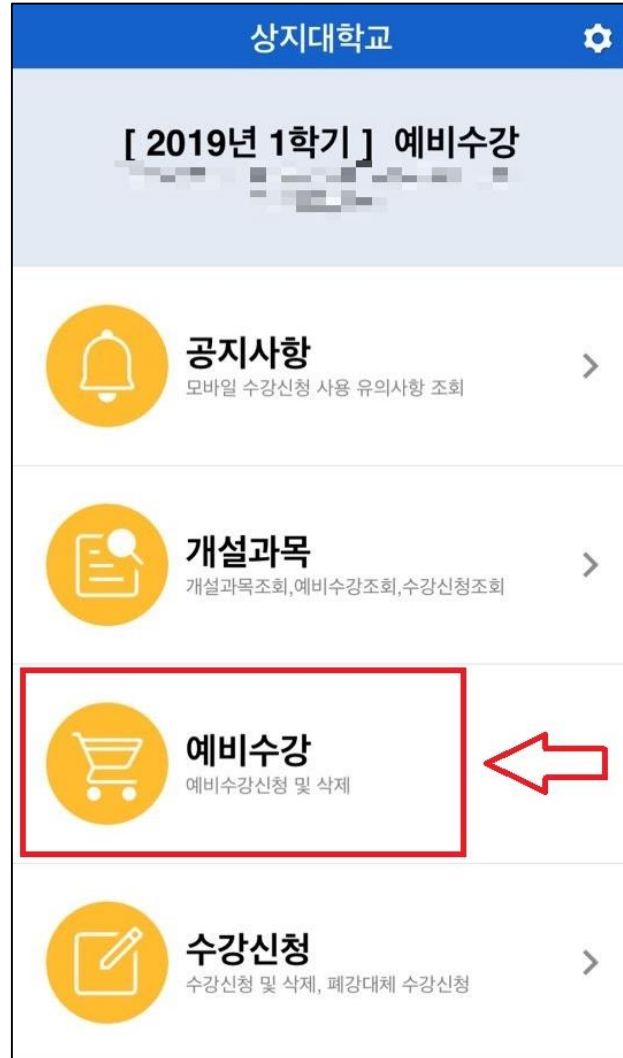 상지대학교
[ 2019년 1학기 ] 예비수강
공지사항
모바일 수강신청 사용 유의사항 조회
개설과목
개설과목조회,예비수강조회,수강신청조회
예비수강
예비수강신청 및 삭제
수강신청
수강신청 및 삭제, 폐강대체 수강신청